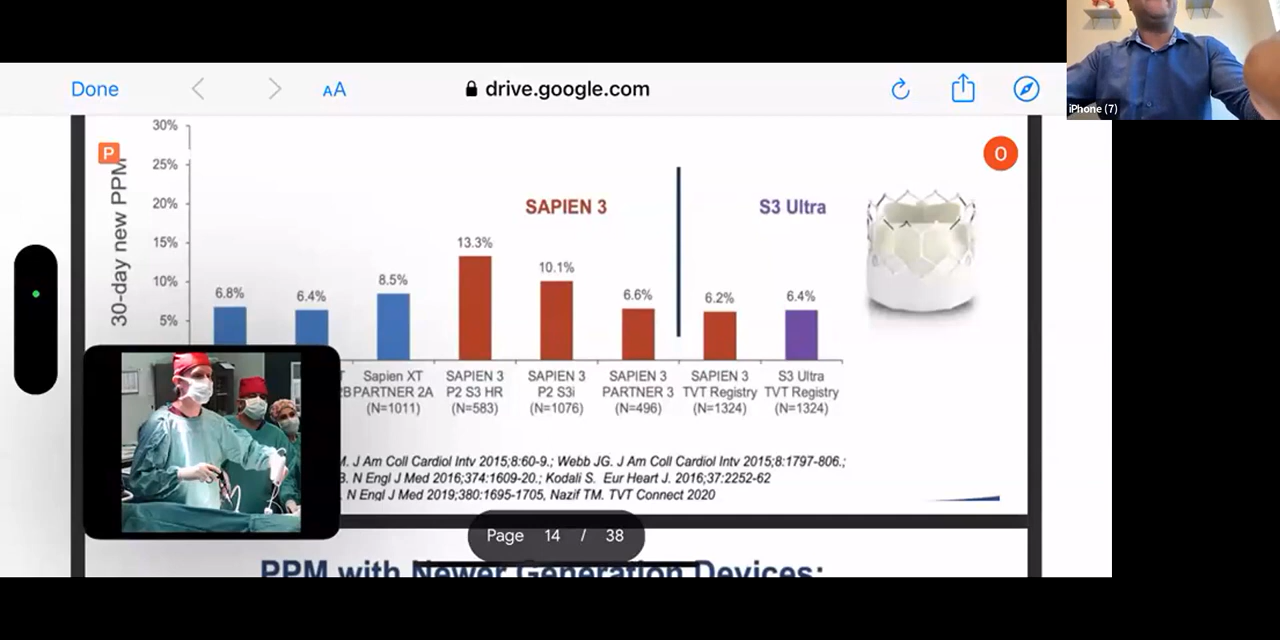 Done
AA
drive.google.com
iPhone (7)
P
O
30-day new PPM
30%
25%
20%
15%
10%
5%
SAPIEN 3
S3 Ultra
6.8%
6.4%
8.5%
13.3%
10.1%
6.6%
6.2%
6.4%
Sapien XT
PARTNER 2A
(N=1011)
SAPIEN 3
P2 S3 HR
(N=583)
SAPIEN 3
P2 S3i
(N=1076)
SAPIEN 3
PARTNER 3
(N=496)
SAPIEN 3
TVT Registry
(N=1324)
S3 Ultra
TVT Registry
(N=1324)
M. J Am Coll Cardiol Intv 2015;8:60-9.; Webb JG. J Am Coll Cardiol Intv 2015;8:1797-806.;
N Engl J Med 2016;374:1609-20.; Kodali S. Eur Heart J. 2016;37:2252-62
N Engl J Med 2019;380:1695-1705, Nazif TM. TVT Connect 2020
Page 14 / 38
PPM with Newer Generation Devices: